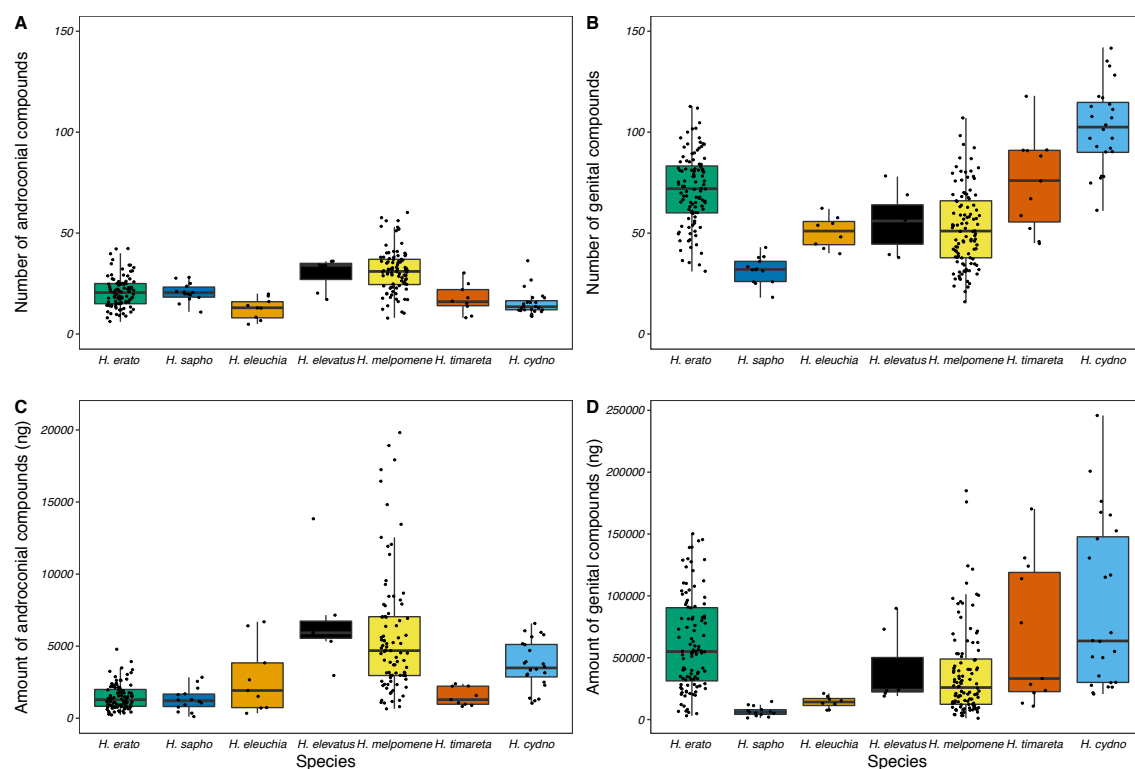 A
Number of androconial compounds
150
100
50
0
H. erato H. sapho H. eleuchia H. elevatus H. melpomene H. timareta H. cydno
B
Number of genital compounds
150
100
50
0
H. erato H. sapho H. eleuchia H. elevatus H. melpomene H. timareta H. cydno
C
Amount of androconial compounds (ng)
20000
15000
10000
5000
0
H. erato H. sapho H. eleuchia H. elevatus H. melpomene H. timareta H. cydno
Species
D
Amount of genital compounds (ng)
250000
200000
150000
100000
50000
0
H. erato H. sapho H. eleuchia H. elevatus H. melpomene H. timareta H. cydno
Species